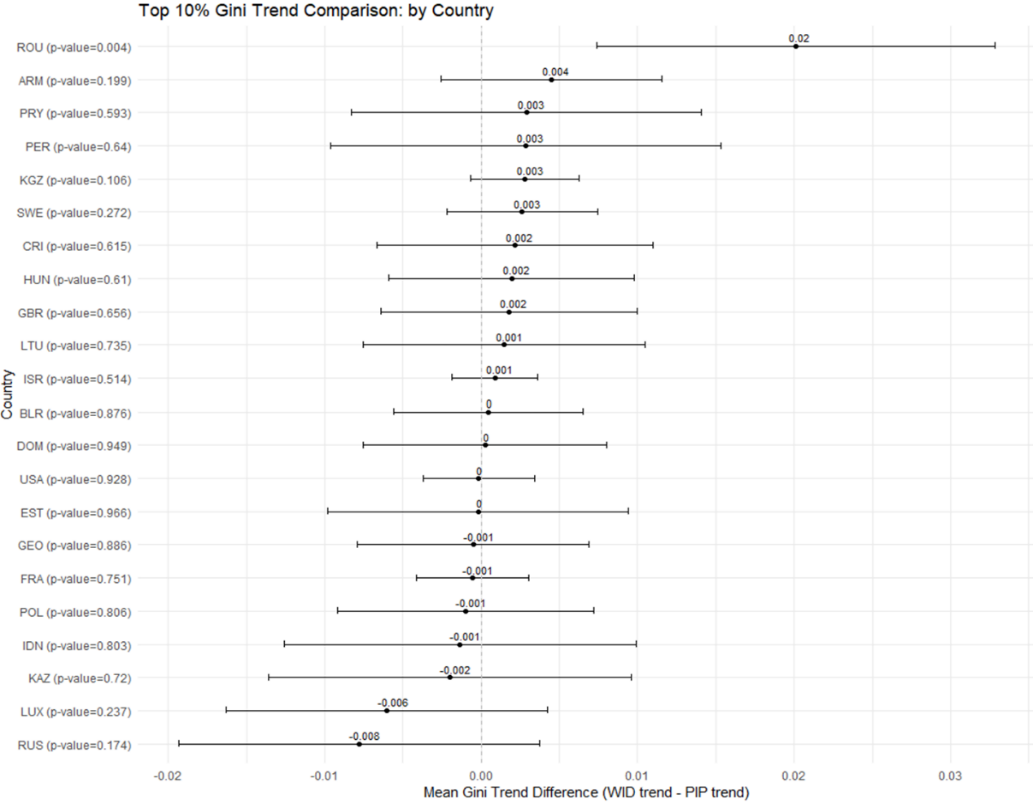 Top 10% Gini Trend Comparison: by Country
ROU (p-value=0.004)
0.02
ARM (p-value=0.199)
0.004
PRY (p-value=0.593)
0.003
PER (p-value=0.64)
0.003
KGZ (p-value=0.106)
0.003
SWE (p-value=0.272)
0.003
CRI (p-value=0.615)
0.002
HUN (p-value=0.61)
0.002
GBR (p-value=0.656)
0.002
LTU (p-value=0.735)
0.001
ISR (p-value=0.514)
0.001
BLR (p-value=0.876)
0
DOM (p-value=0.949)
0
USA (p-value=0.928)
0
EST (p-value=0.966)
0
GEO (p-value=0.886)
-0.001
FRA (p-value=0.751)
-0.001
POL (p-value=0.806)
-0.001
IDN (p-value=0.803)
-0.001
KAZ (p-value=0.72)
-0.002
LUX (p-value=0.237)
-0.006
RUS (p-value=0.174)
-0.008
Country
-0.02 -0.01 0.00 0.01 0.02 0.03
Mean Gini Trend Difference (WID trend - PIP trend)